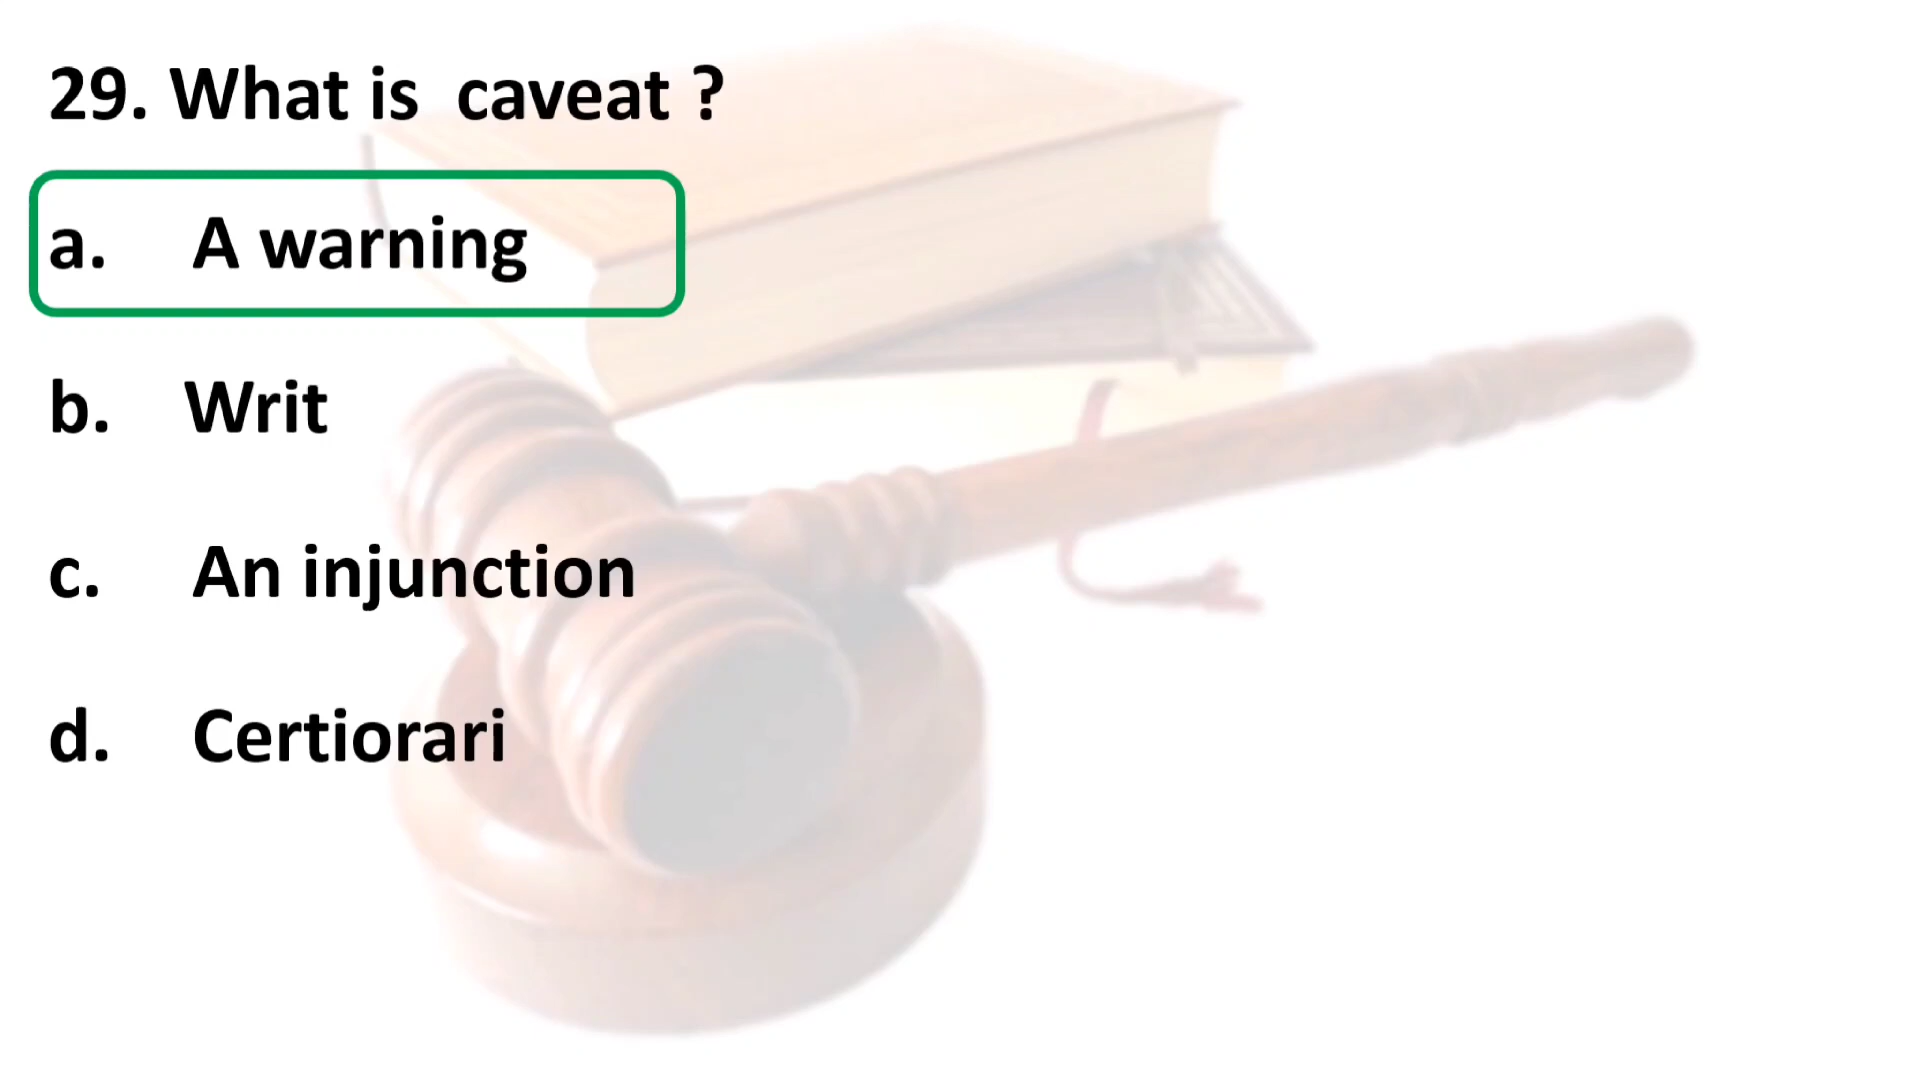 29. What is caveat ?
a. A warning
b. Writ
c. An injunction
d. Certiorari